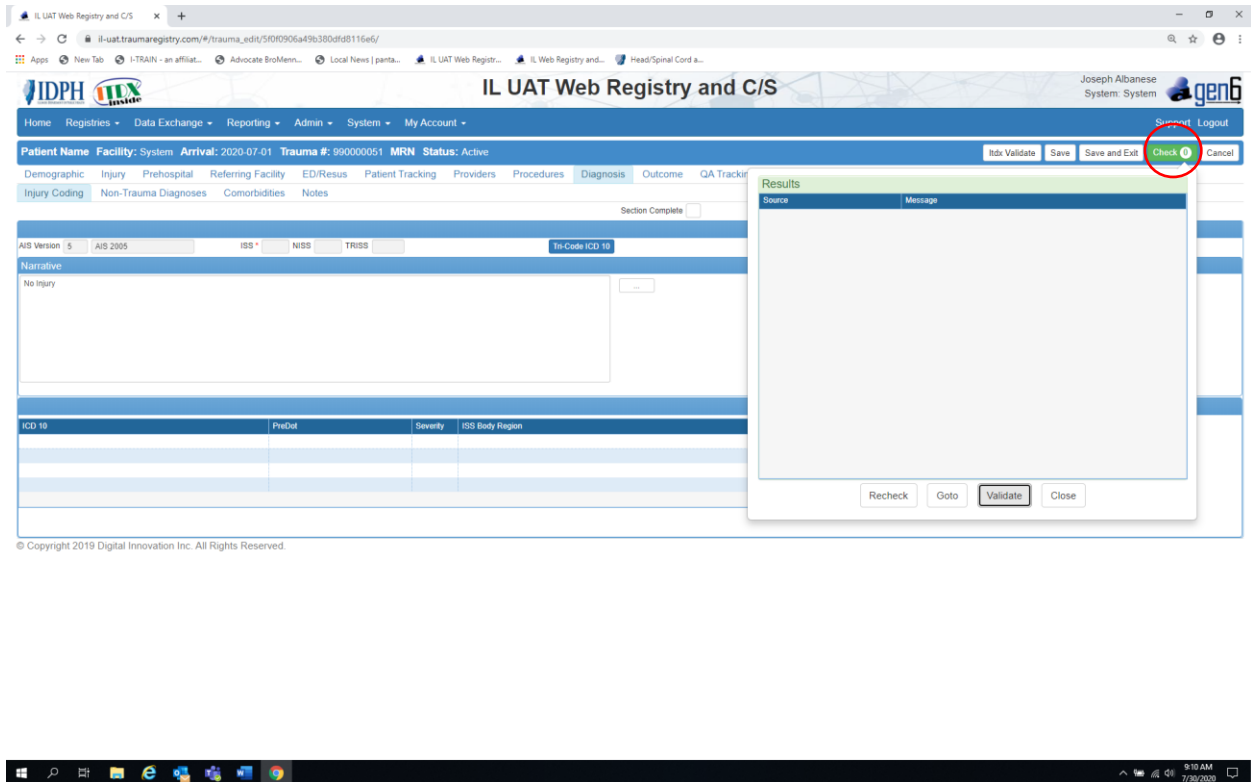 IL UAT Web Registry and C/S
il-uat.traumaregistry.com/#/trauma_edit/5f0f0906a49b380dfd8116e6/
Apps New Tab I-TRAIN - an affiliat... Advocate BroMenn... Local News | panta... IL UAT Web Registr... IL Web Registry and... Head/Spinal Cord a...
IDPH ITDX inside IL UAT Web Registry and C/S Joseph Albanese
System: System gen6
Home Registries Data Exchange Reporting Admin System My Account Support Logout
Patient Name Facility: System Arrival: 2020-07-01 Trauma #: 990000051 MRN Status: Active Itdx Validate Save Save and Exit Check 0 Cancel
Demographic Injury Prehospital Referring Facility ED/Resus Patient Tracking Providers Procedures Diagnosis Outcome QA Trackin
Injury Coding Non-Trauma Diagnoses Comorbidities Notes
Section Complete
AIS Version 5 AIS 2005 ISS * NISS TRISS Tri-Code ICD 10
Narrative
No Injury
...
ICD 10 PreDot Severity ISS Body Region
Results
Source Message
Recheck Goto Validate Close
© Copyright 2019 Digital Innovation Inc. All Rights Reserved.
9:10 AM
7/30/2020